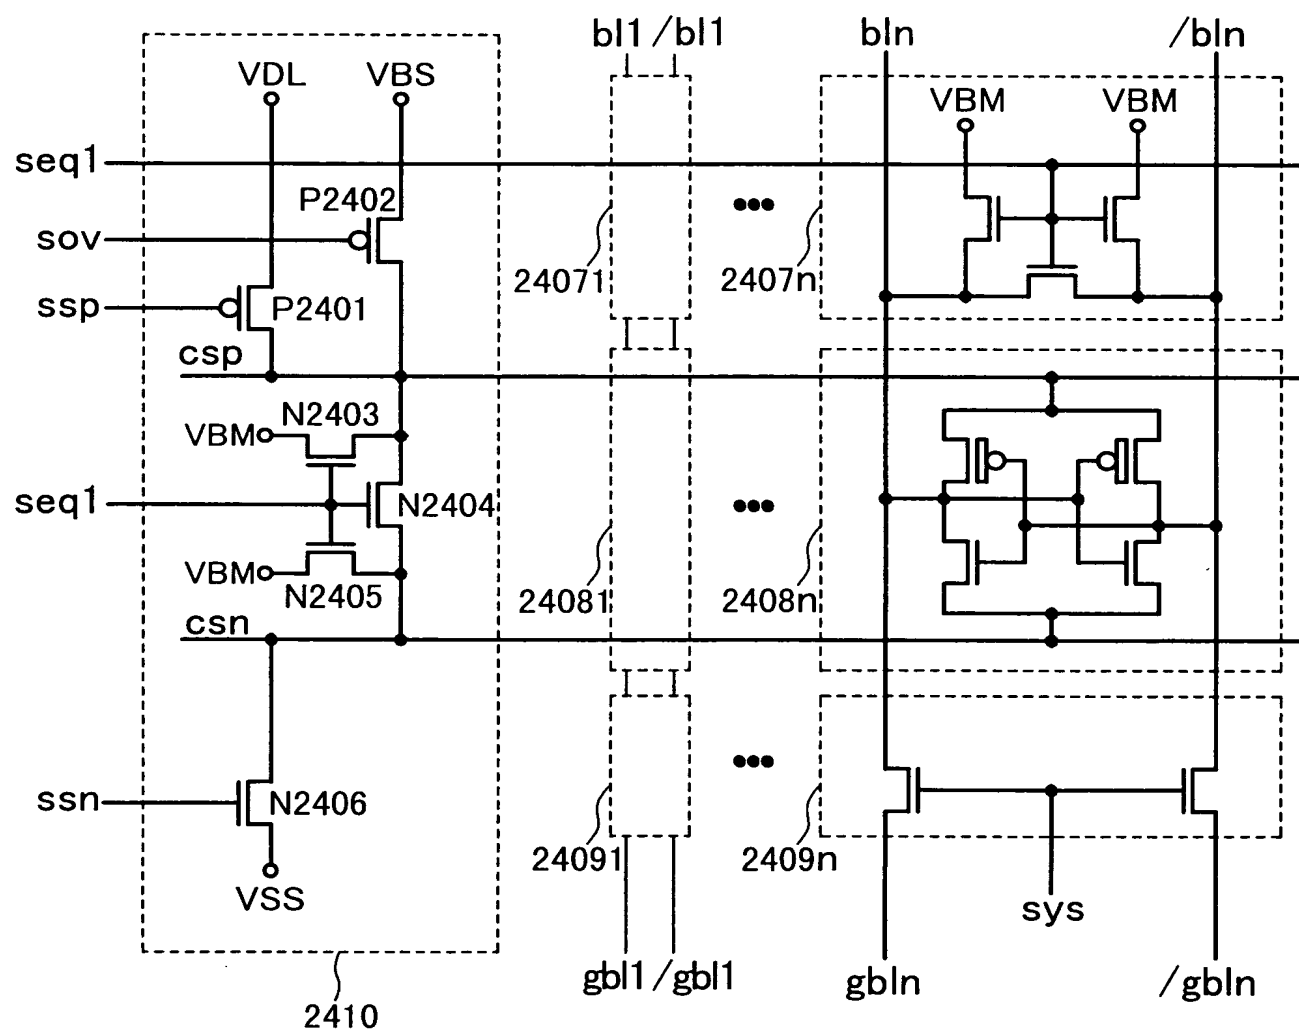 bl1 /bl1
bln
/bln
VDL
VBS
VBM
VBM
seq1
P2402
sov
24071
2407n
ssp
P2401
csp
N2403
VBM
seq1
N2404
VBM
N2405
24081
2408n
csn
ssn
N2406
24091
2409n
VSS
sys
gbl1 /gbl1
gbln
/gbln
2410